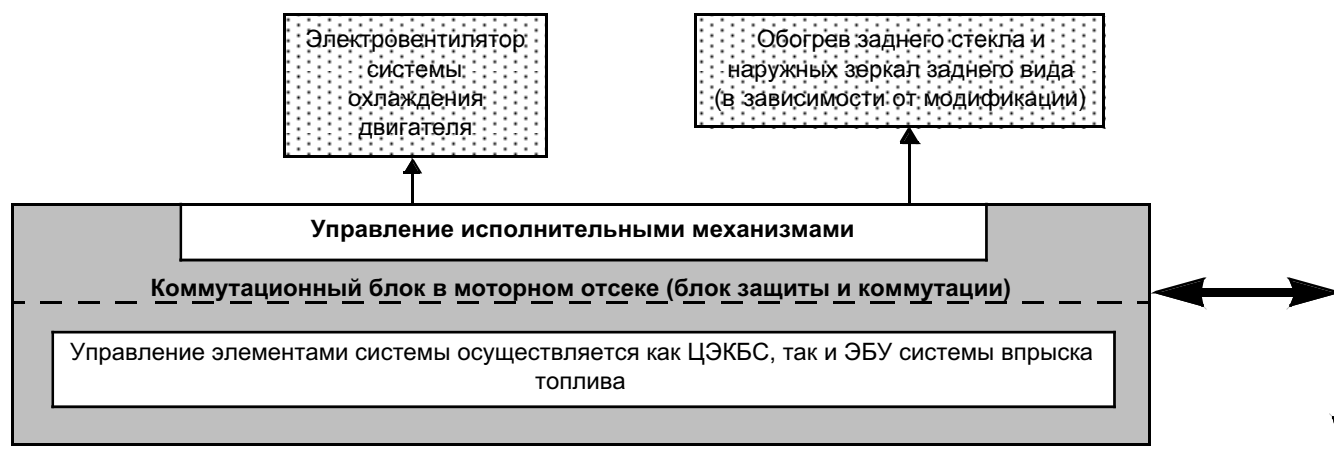 Электровентилятор
системы
охлаждения
двигателя
Обогрев заднего стекла и
наружных зеркал заднего вида
(в зависимости от модификации)
Управление исполнительными механизмами
Коммутационный блок в моторном отсеке (блок защиты и коммутации)
Управление элементами системы осуществляется как ЦЭКБС, так и ЭБУ системы впрыска
топлива